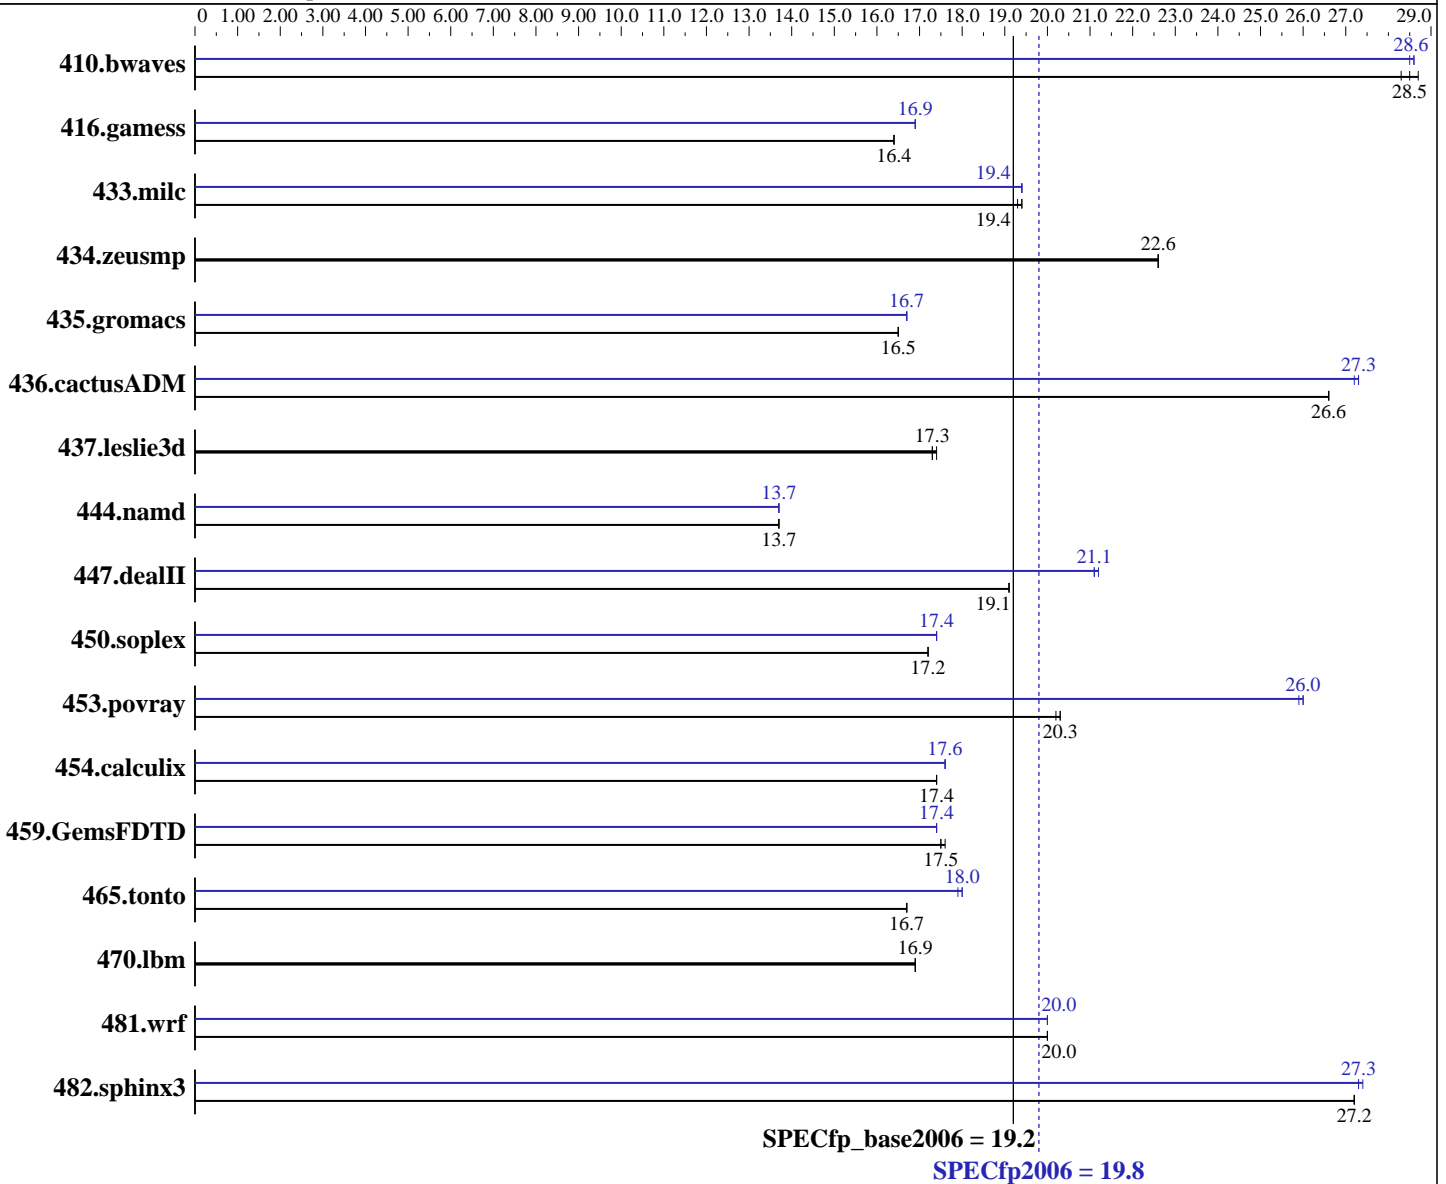 0 1.00 2.00 3.00 4.00 5.00 6.00 7.00 8.00 9.00 10.0 11.0 12.0 13.0 14.0 15.0 16.0 17.0 18.0 19.0 20.0 21.0 22.0 23.0 24.0 25.0 26.0 27.0 29.0
28.6
410.bwaves
28.5
16.9
416.gamess
16.4
19.4
433.milc
19.4
22.6
434.zeusmp
16.7
435.gromacs
16.5
27.3
436.cactusADM
26.6
17.3
437.leslie3d
13.7
444.namd
13.7
21.1
447.dealII
19.1
17.4
450.soplex
17.2
26.0
453.povray
20.3
17.6
454.calculix
17.4
17.4
459.GemsFDTD
17.5
18.0
465.tonto
16.7
16.9
470.lbm
20.0
481.wrf
20.0
27.3
482.sphinx3
27.2
SPECfp_base2006 = 19.2
SPECfp2006 = 19.8